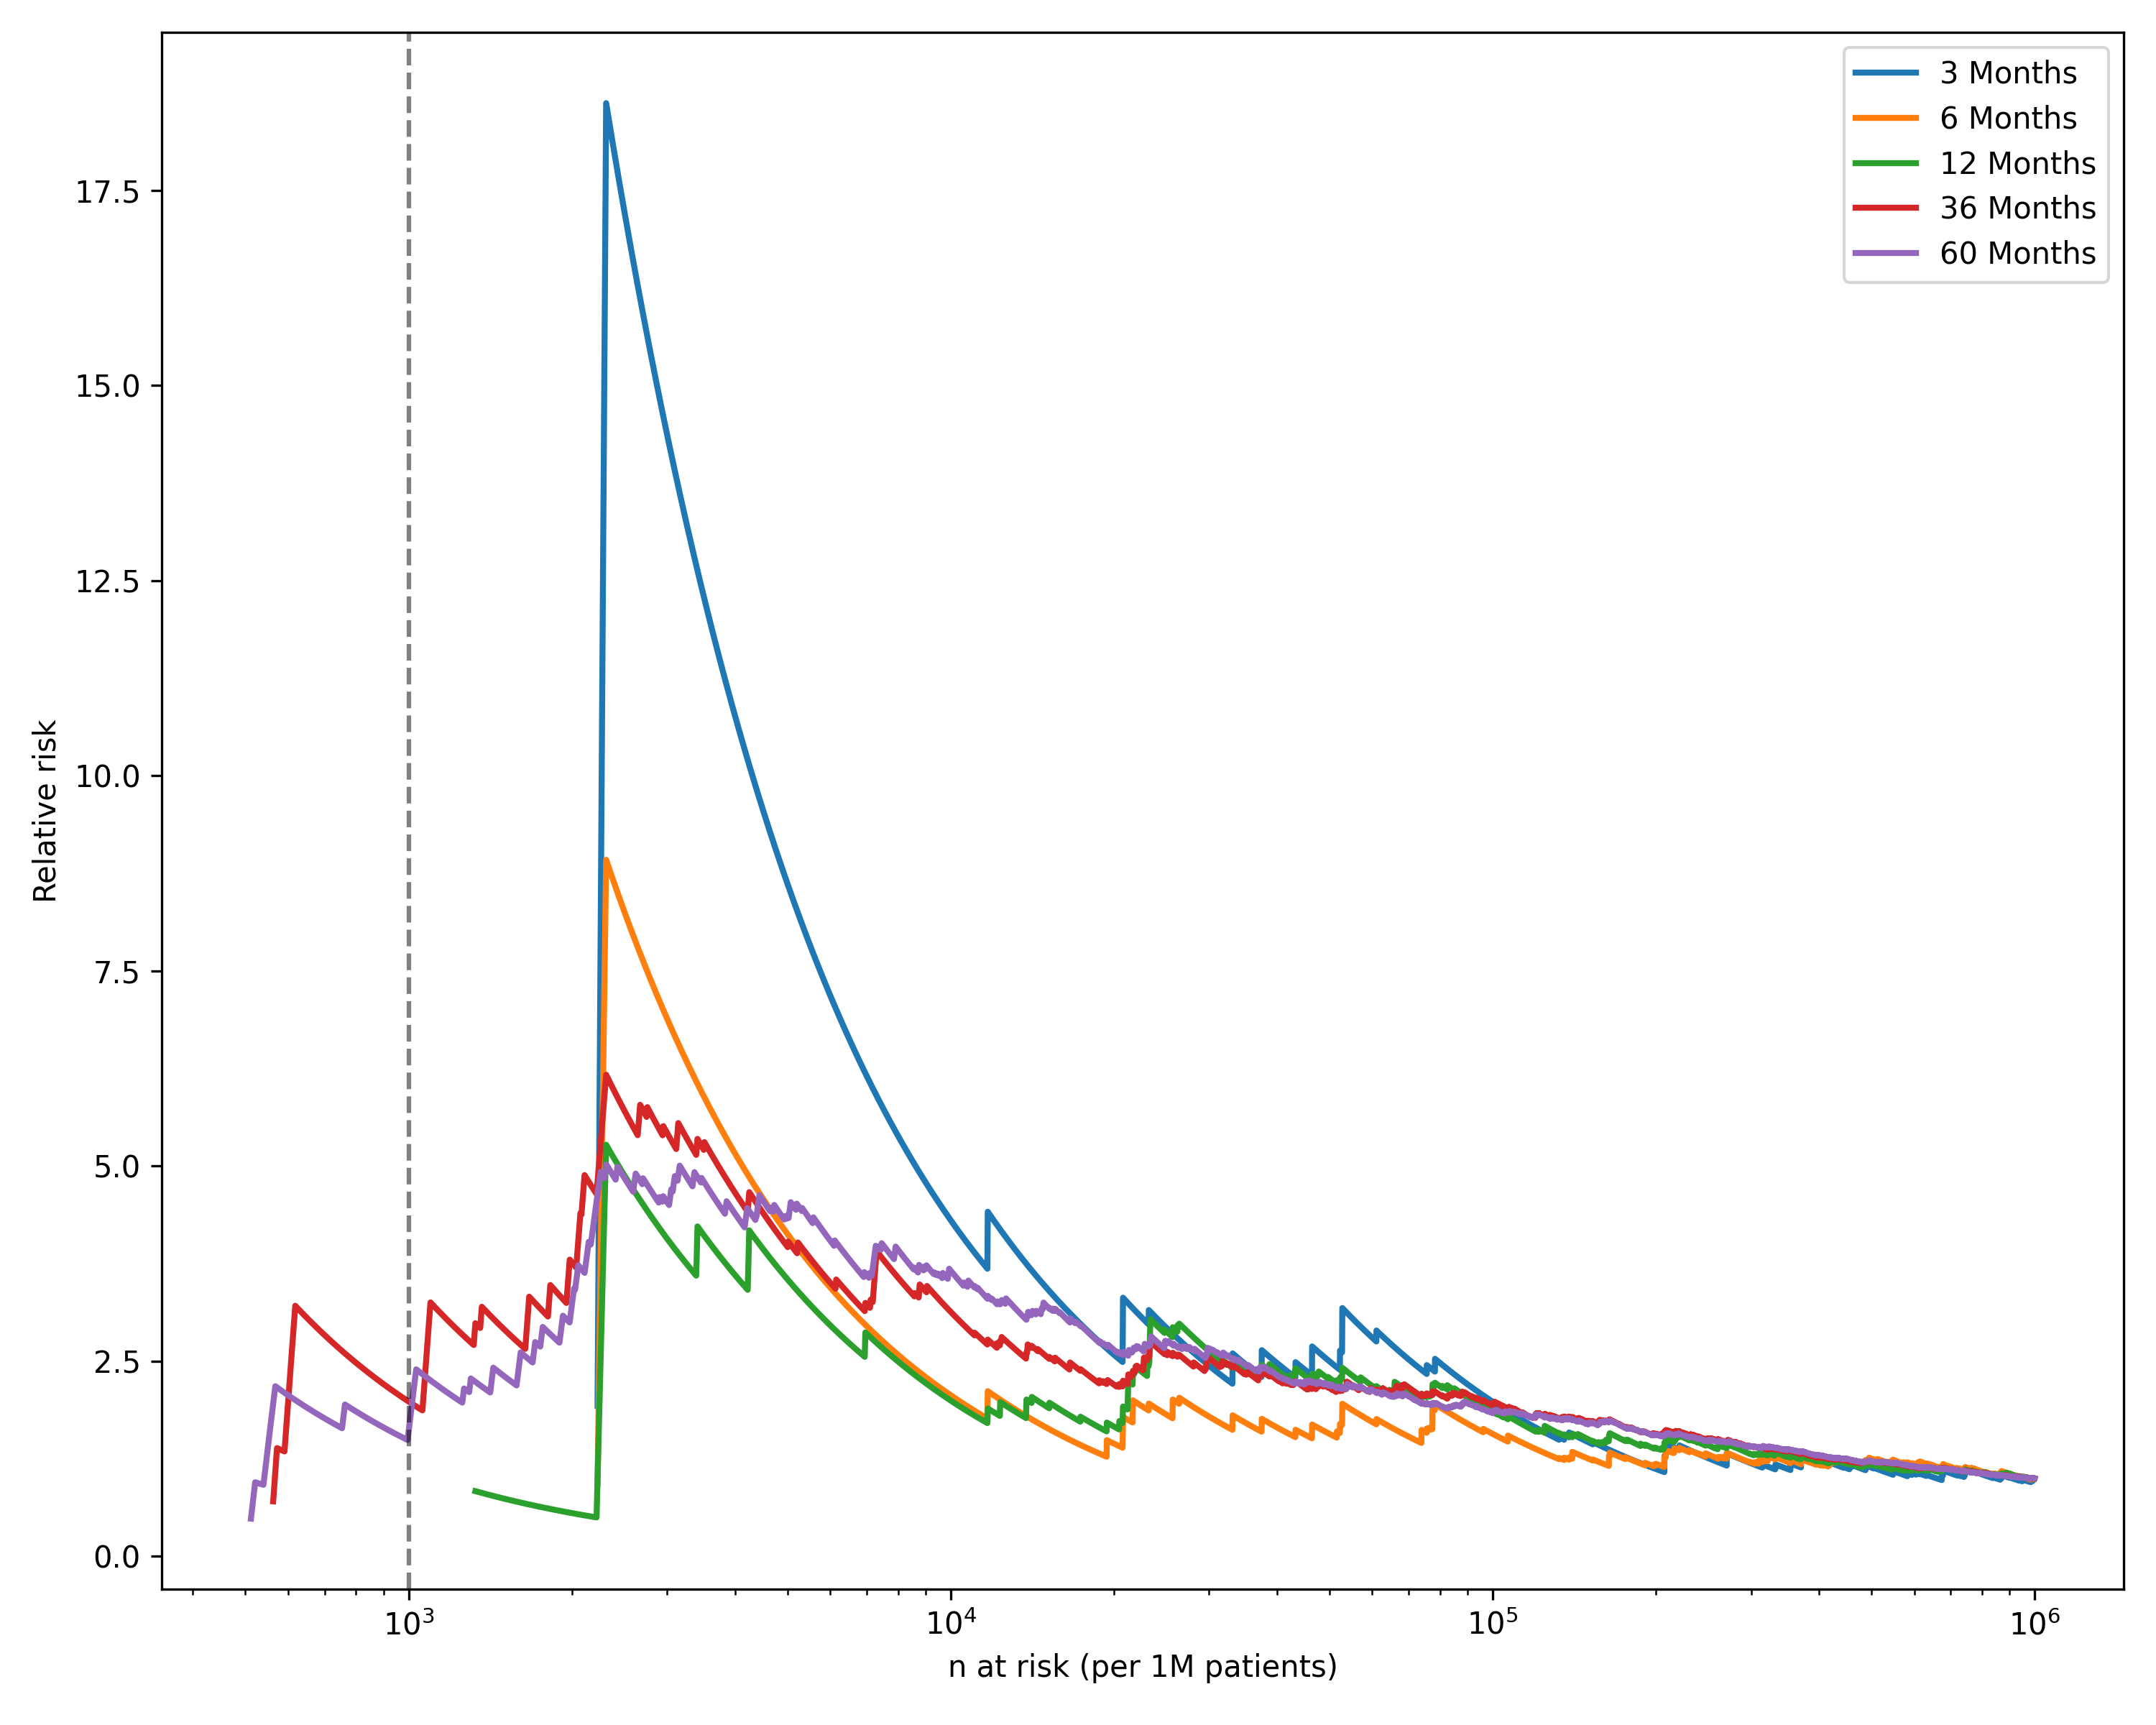 3 Months
6 Months
12 Months
36 Months
60 Months
Relative risk
17.5
15.0
12.5
10.0
7.5
5.0
2.5
0.0
10³
10⁴
10⁵
10⁶
n at risk (per 1M patients)